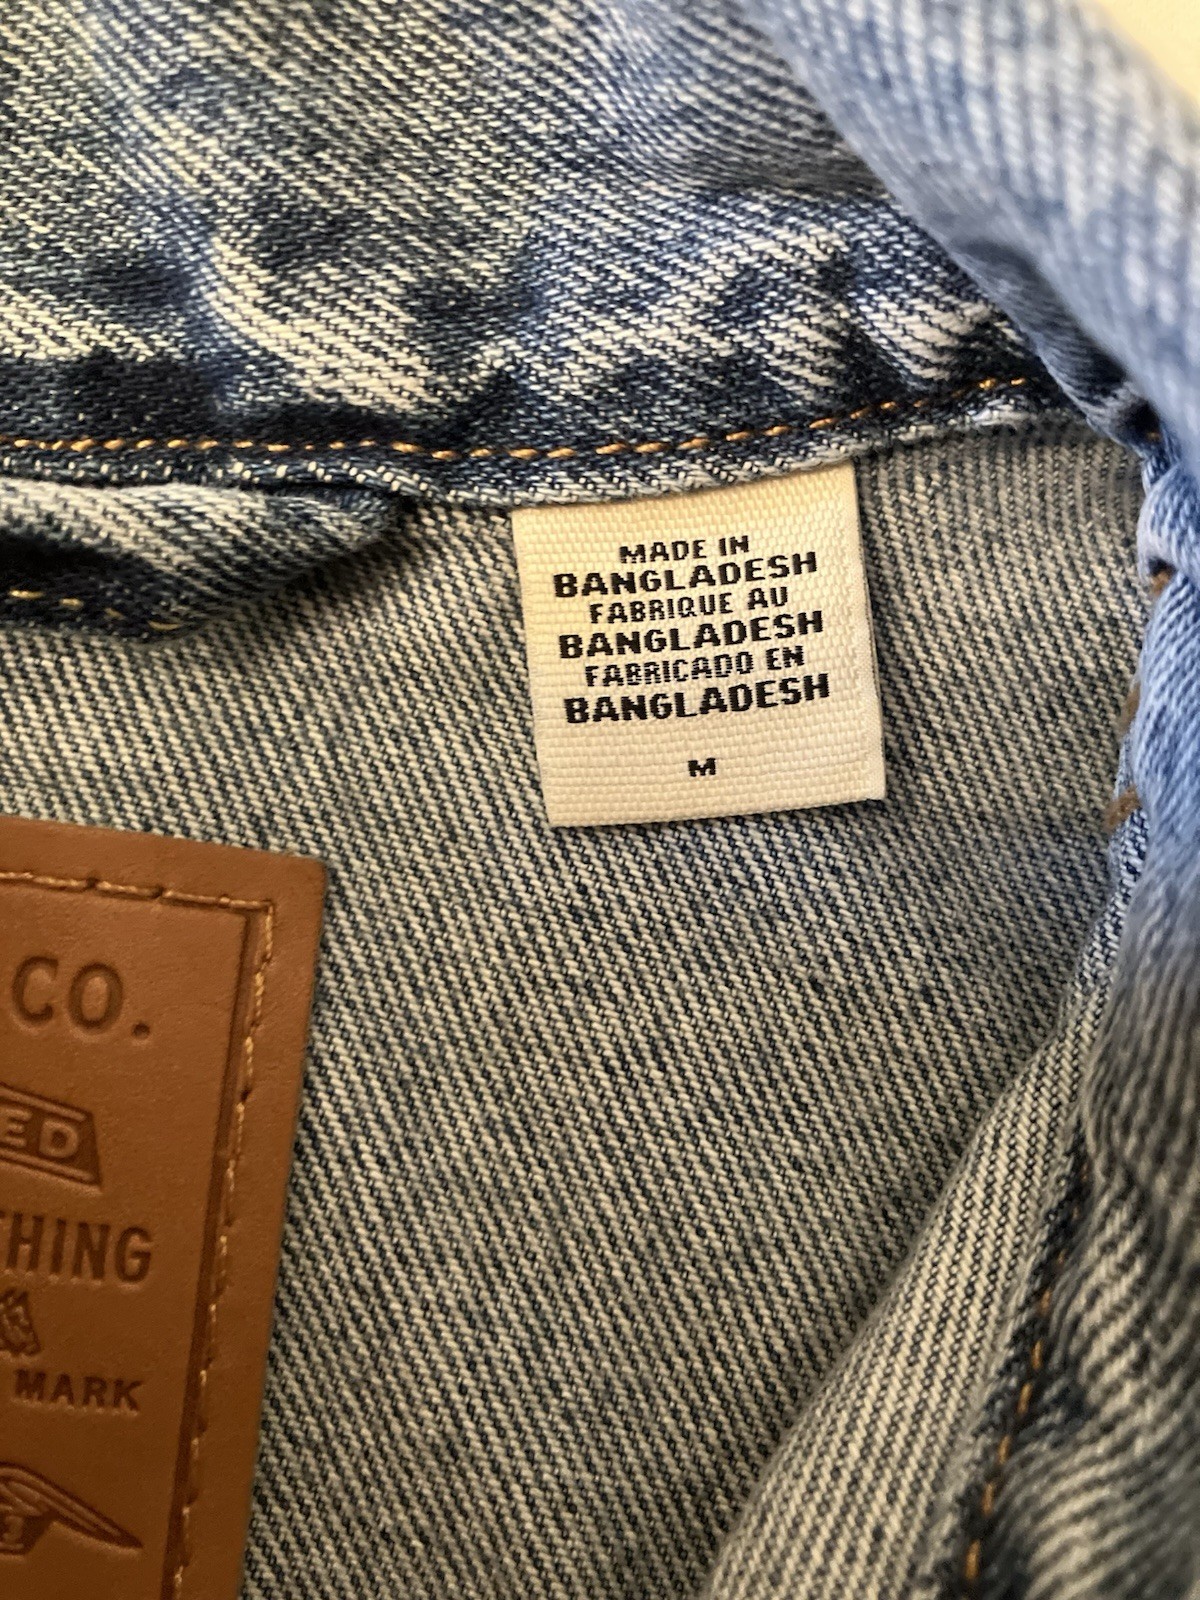 MADE IN
BANGLADESH
FABRIQUE AU
BANGLADESH
FABRICADO EN
BANGLADESH
M
CO.
ED
THING
MARK